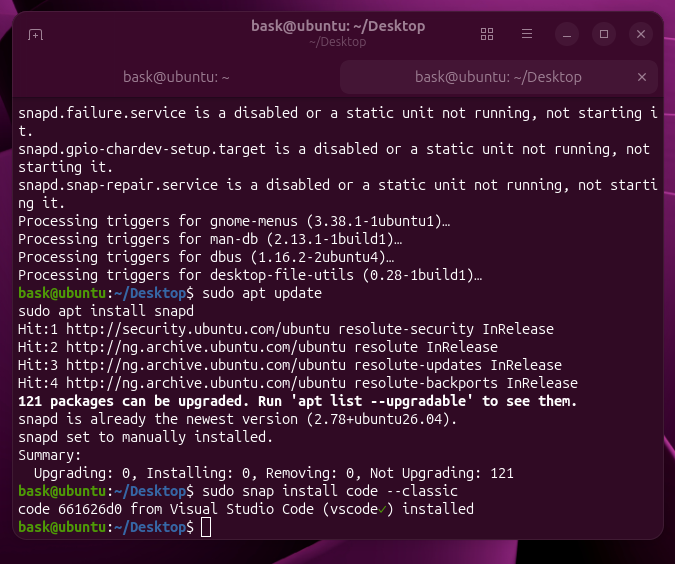 bask@ubuntu: ~/Desktop
~/Desktop
bask@ubuntu: ~
bask@ubuntu: ~/Desktop
snapd.failure.service is a disabled or a static unit not running, not starting i
t.
snapd.gpio-chardev-setup.target is a disabled or a static unit not running, not
starting it.
snapd.snap-repair.service is a disabled or a static unit not running, not starti
ng it.
Processing triggers for gnome-menus (3.38.1-1ubuntu1)…
Processing triggers for man-db (2.13.1-1build1)…
Processing triggers for dbus (1.16.2-2ubuntu4)…
Processing triggers for desktop-file-utils (0.28-1build1)…
bask@ubuntu:~/Desktop$ sudo apt update
sudo apt install snapd
Hit:1 http://security.ubuntu.com/ubuntu resolute-security InRelease
Hit:2 http://ng.archive.ubuntu.com/ubuntu resolute InRelease
Hit:3 http://ng.archive.ubuntu.com/ubuntu resolute-updates InRelease
Hit:4 http://ng.archive.ubuntu.com/ubuntu resolute-backports InRelease
121 packages can be upgraded. Run 'apt list --upgradable' to see them.
snapd is already the newest version (2.78+ubuntu26.04).
snapd set to manually installed.
Summary:
  Upgrading: 0, Installing: 0, Removing: 0, Not Upgrading: 121
bask@ubuntu:~/Desktop$ sudo snap install code --classic
code 661626d0 from Visual Studio Code (vscode✓) installed
bask@ubuntu:~/Desktop$